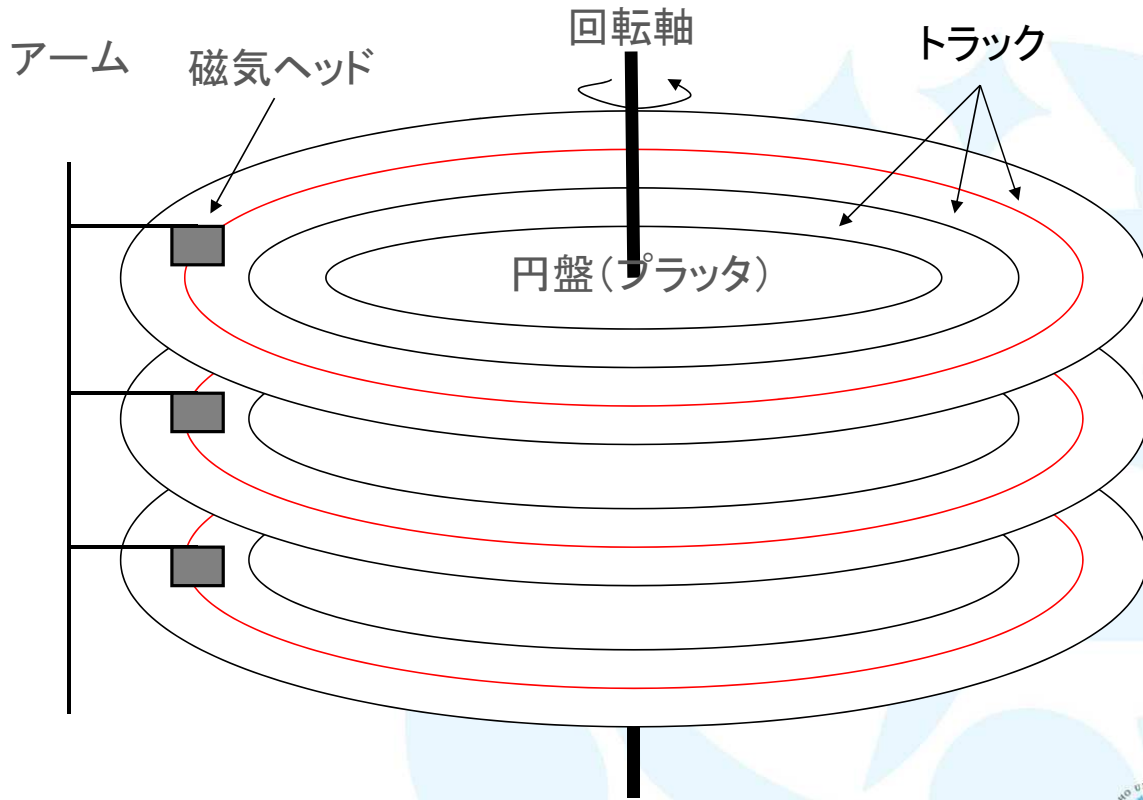 アーム
磁気ヘッド
回転軸
トラック
円盤(プラッタ)